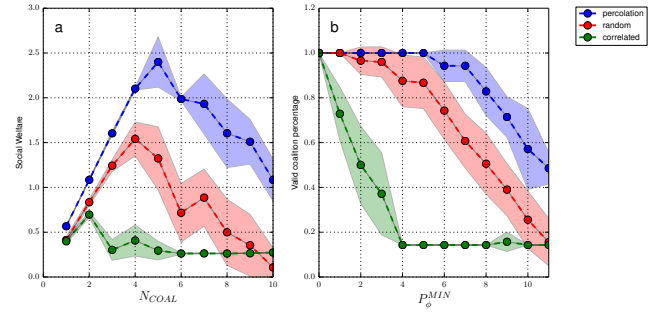 a
3.0
2.5
2.0
1.5
1.0
0.5
0.0
Social Welfare
0 2 4 6 8 10
N_COAL
b
1.2
1.0
0.8
0.6
0.4
0.2
0.0
Valid coalition percentage
0 2 4 6 8 10
P_ϕ^MIN
percolation
random
correlated